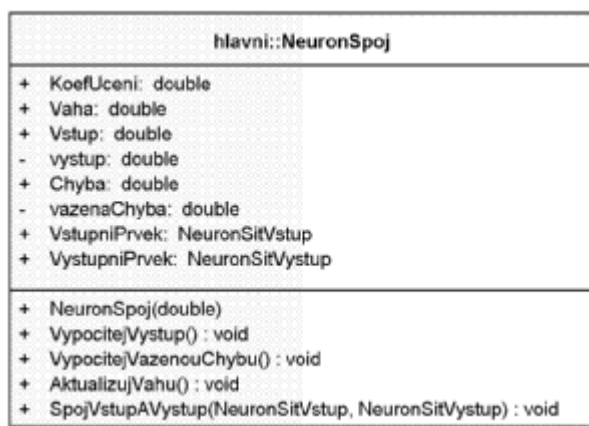 hlavni::NeuronSpoj
+ KoefUceni: double
+ Vaha: double
+ Vstup: double
- vystup: double
+ Chyba: double
- vazenaChyba: double
+ VstupniPrvek: NeuronSitVstup
+ VystupniPrvek: NeuronSitVystup
+ NeuronSpoj(double)
+ VypocitejVystup() : void
+ VypocitejVazenouChybu() : void
+ AktualizujVahu() : void
+ SpojVstupAVystup(NeuronSitVstup, NeuronSitVystup) : void